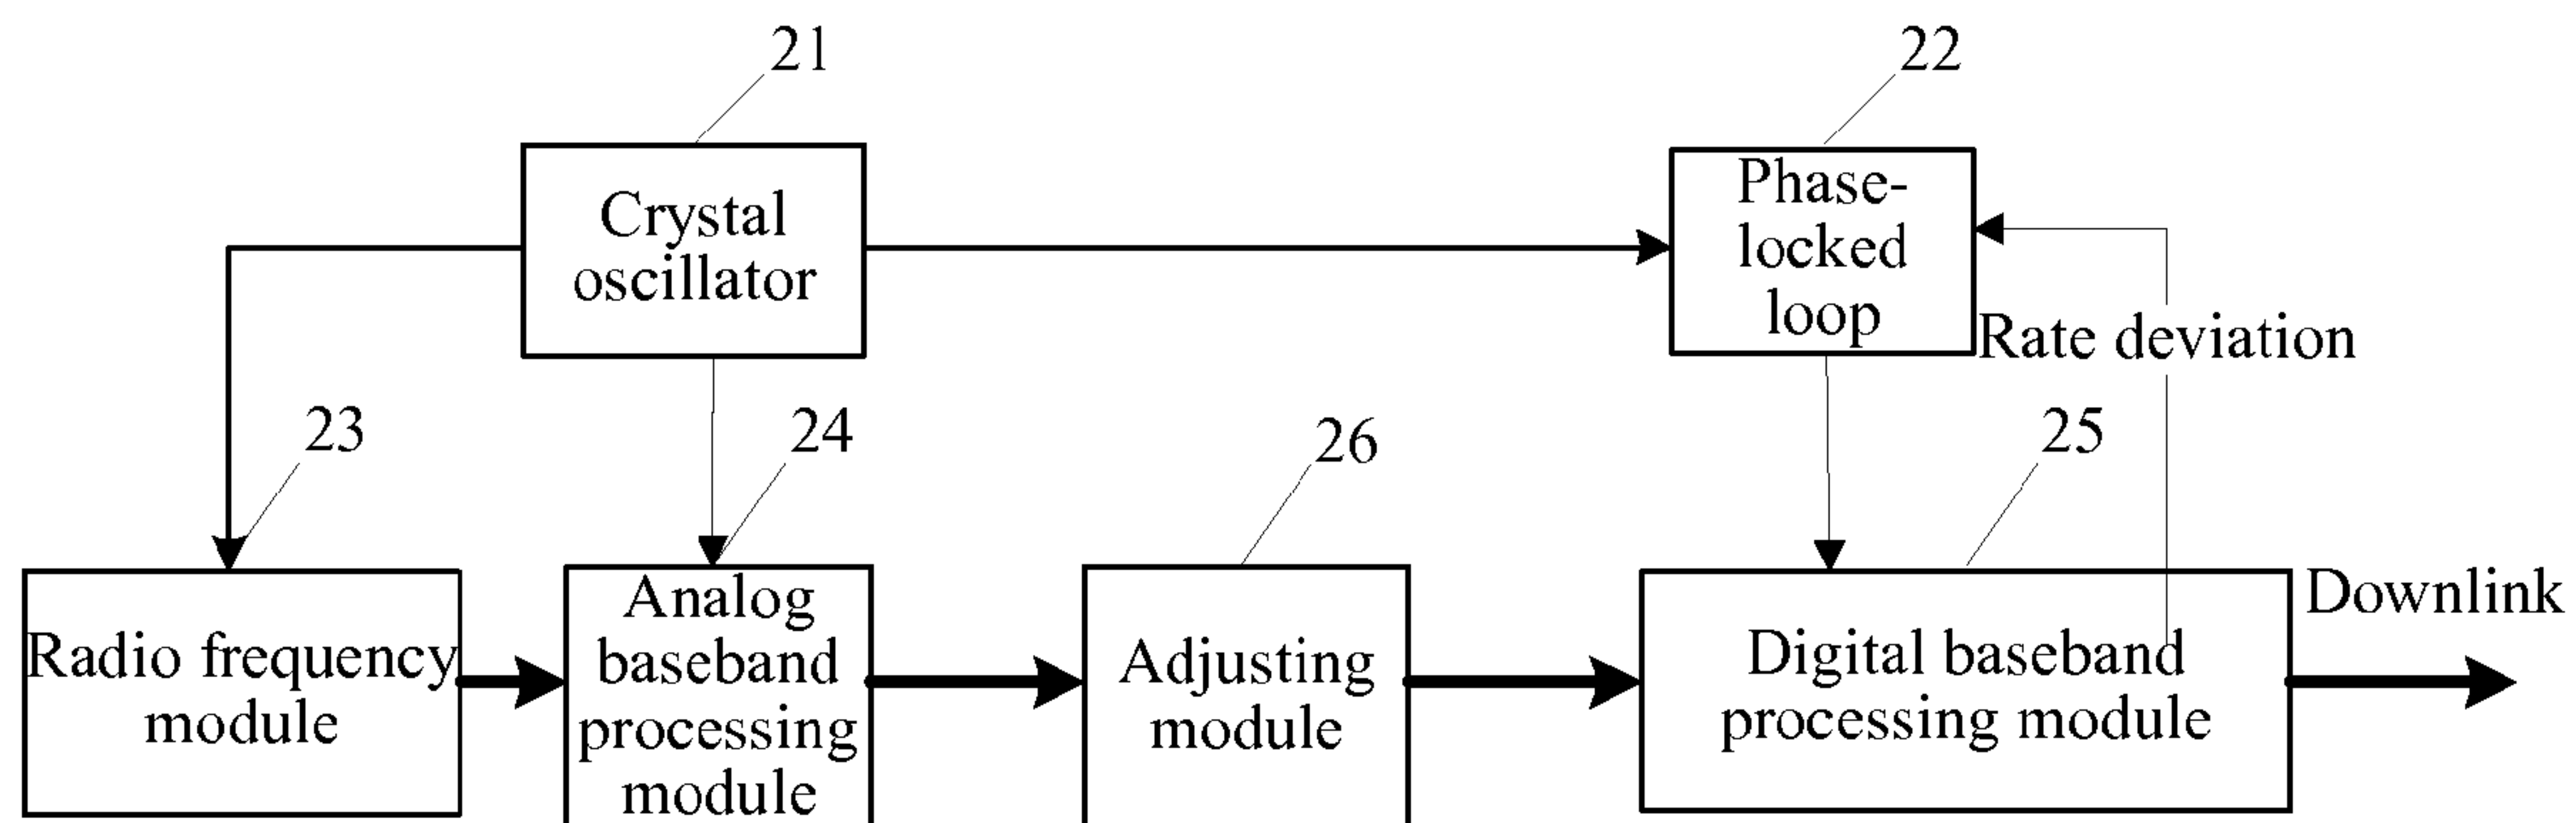 21
22
Crystal
oscillator
Phase-
locked
loop
Rate deviation
23
24
26
25
Radio frequency
module
Analog
baseband
processing
module
Adjusting
module
Digital baseband
processing module
Downlink